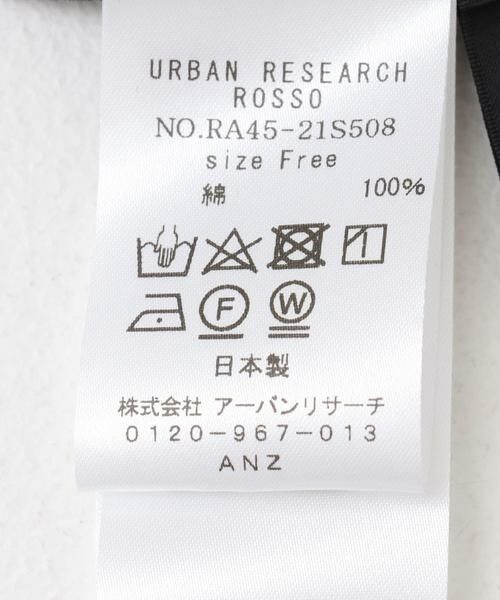 URBAN RESEARCH
ROSSO
NO.RA45-21S508
size Free
綿 100%
F W
日本製
株式会社 アーバンリサーチ
0120-967-013
ANZ